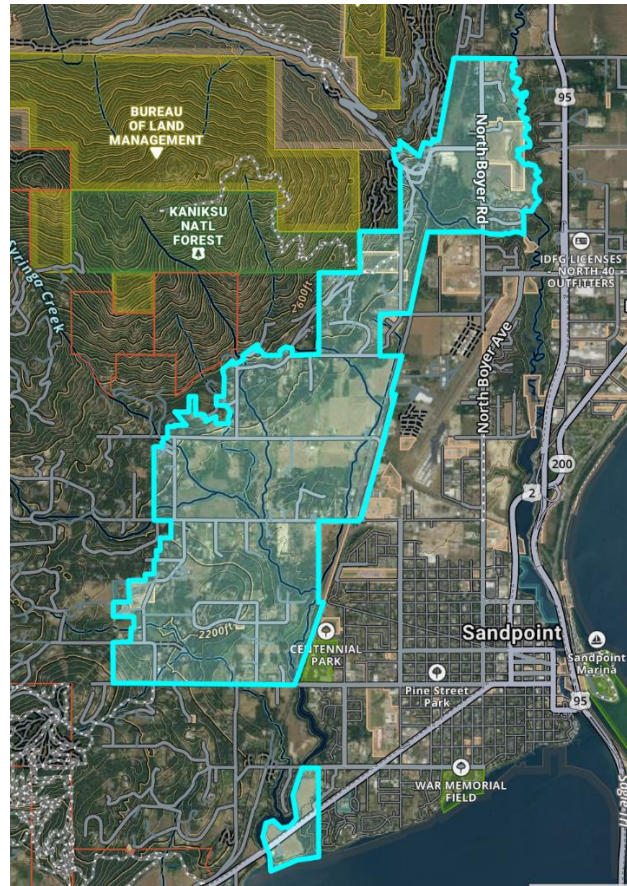 95
BUREAU
OF LAND
MANAGEMENT
North Boyer Rd
KANIKSU
NATL
FOREST
Syringa Creek
2600ft
IDFG LICENSES
- NORTH 40
OUTFITTERS
North Boyer Ave
200
2
2200ft
CENTENNIAL
PARK
Sandpoint
Sandpoint
Marina
Pine Street
Park
95
WAR MEMORIAL
FIELD